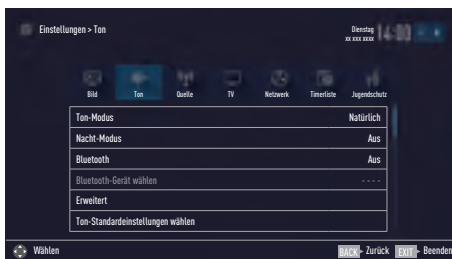 Einstellungen > Ton
Dienstag
xx xxx xxxx
14:00
Bild Ton Quelle TV Netzwerk Timerliste Jugendschutz
Ton-Modus Natürlich
Nacht-Modus Aus
Bluetooth Aus
Bluetooth-Gerät wählen ----
Erweitert
Ton-Standardeinstellungen wählen
Wählen BACK Zurück EXIT Beenden